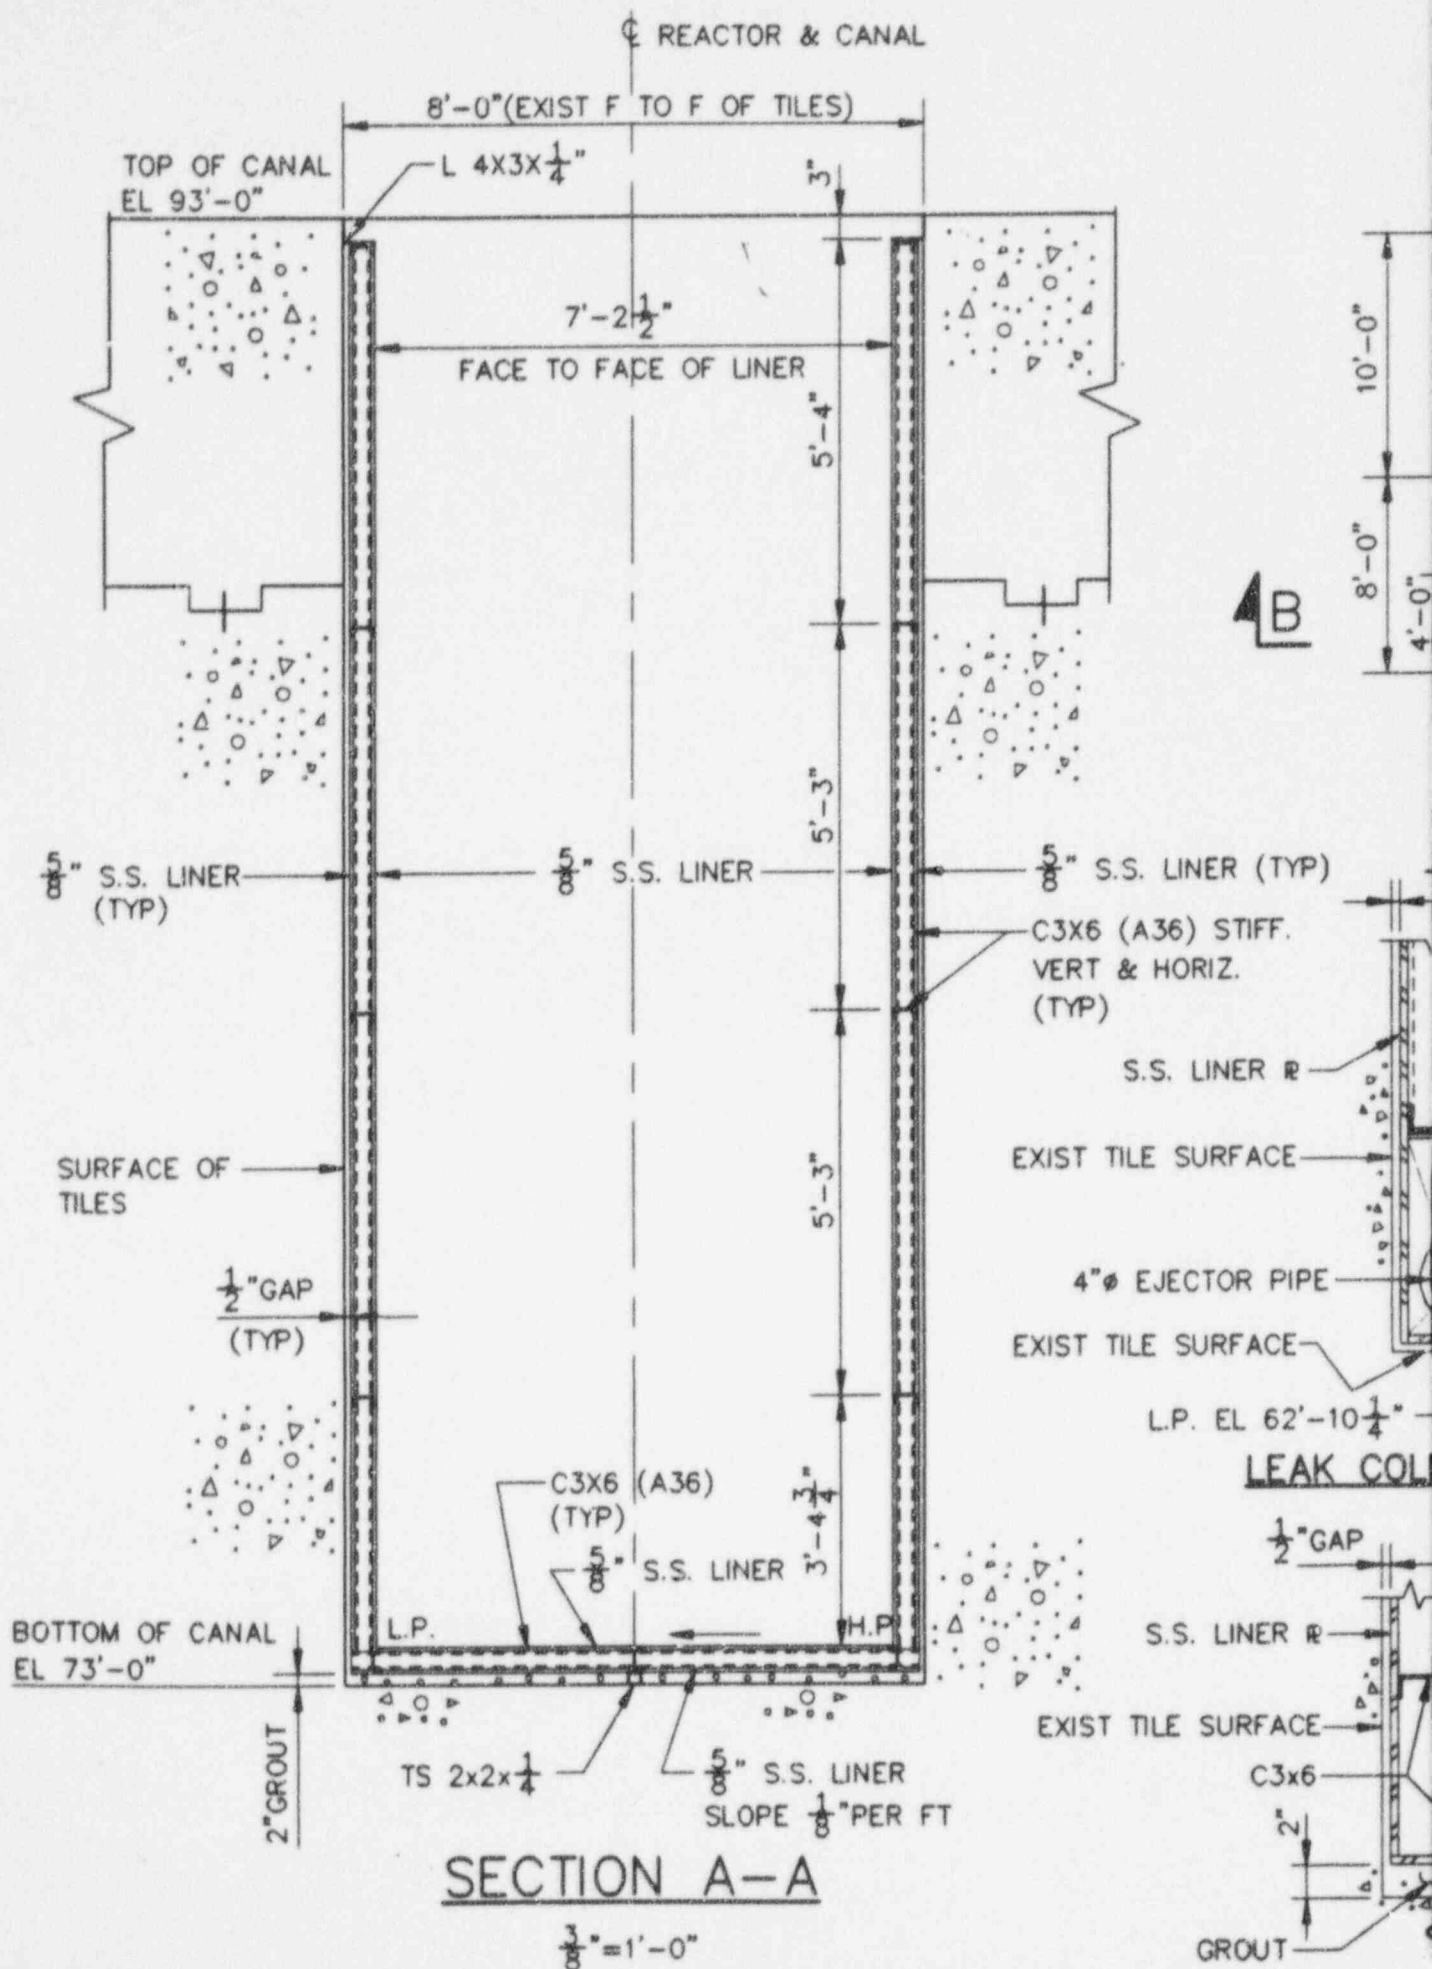 ℄ REACTOR & CANAL
8'-0"(EXIST F TO F OF TILES)
TOP OF CANAL
EL 93'-0"
L 4X3X1/4"
3"
7'-2 1/2"
FACE TO FACE OF LINER
5'-4"
10'-0"
8'-0"
4'-0"
B
5'-3"
5/8" S.S. LINER
(TYP)
5/8" S.S. LINER
5/8" S.S. LINER (TYP)
C3X6 (A36) STIFF.
VERT & HORIZ.
(TYP)
S.S. LINER ℞
EXIST TILE SURFACE
SURFACE OF
TILES
5'-3"
1/2" GAP
(TYP)
4"ø EJECTOR PIPE
EXIST TILE SURFACE
L.P. EL 62'-10 1/4"
LEAK COL
C3X6 (A36)
(TYP)
3'-4 3/4"
5/8" S.S. LINER
1/2" GAP
L.P.
H.P
BOTTOM OF CANAL
EL 73'-0"
S.S. LINER ℞
EXIST TILE SURFACE
C3x6
2" GROUT
TS 2x2x1/4
5/8" S.S. LINER
SLOPE 1/8" PER FT
2"
GROUT
SECTION A-A
3/8"=1'-0"